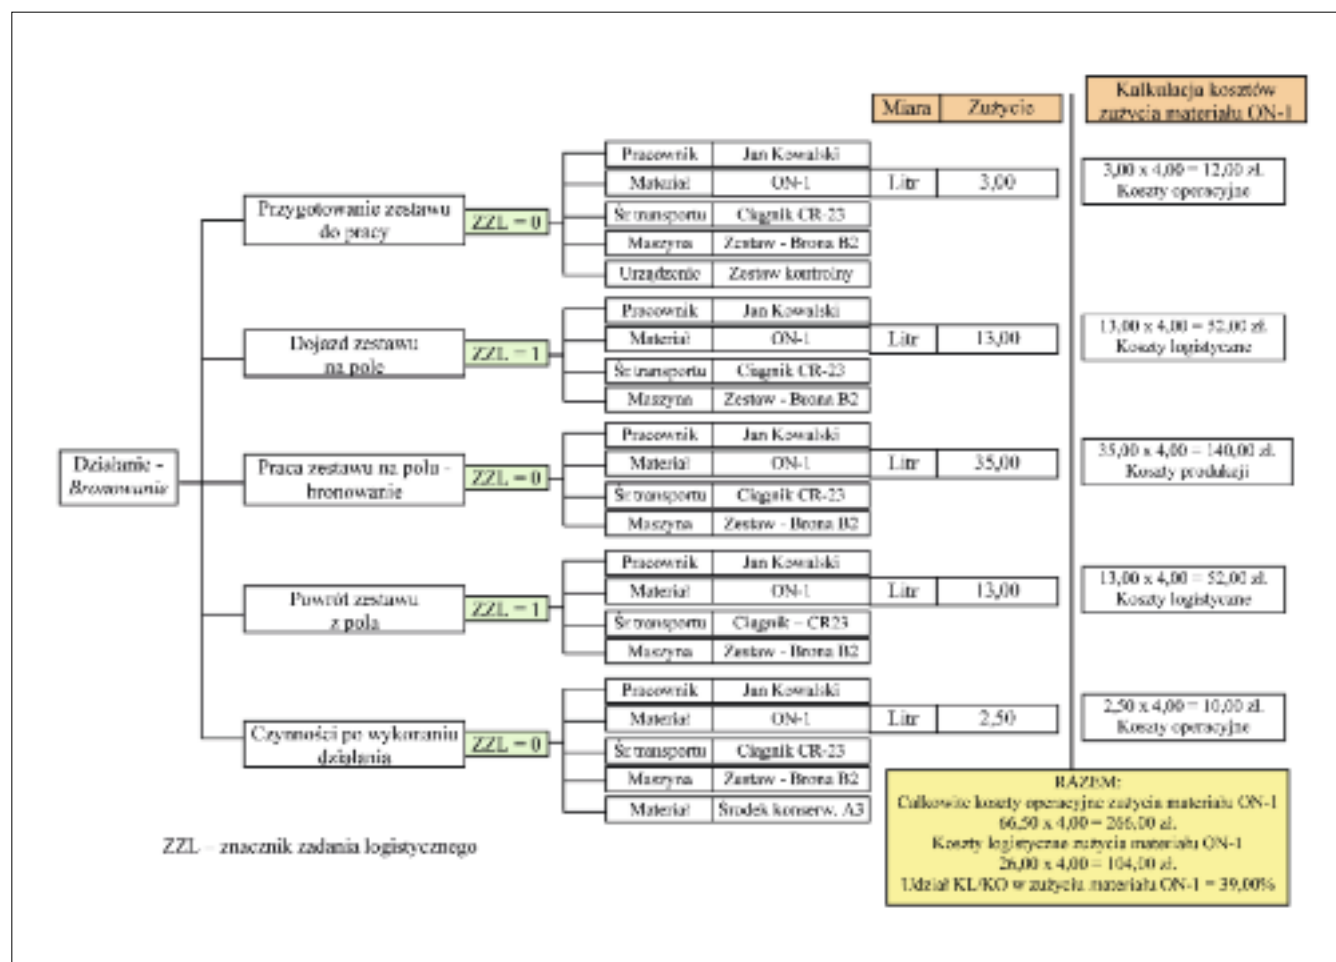 Miara Zużycie
Kalkulacja kosztów
zużycia materiału ON-1
Działanie -
Bronowanie
Przygotowanie zestawu
do pracy
ZZL = 0
Pracownik Jan Kowalski
Materiał ON-1 Litr 3,00
Śr transportu Ciągnik CR-23
Maszyna Zestaw - Brona B2
Urządzenie Zestaw kontrolny
3,00 x 4,00 = 12,00 zł.
Koszty operacyjne
Dojazd zestawu
na pole
ZZL = 1
Pracownik Jan Kowalski
Materiał ON-1 Litr 13,00
Śr transportu Ciągnik CR-23
Maszyna Zestaw - Brona B2
13,00 x 4,00 = 52,00 zł.
Koszty logistyczne
Praca zestawu na polu -
bronowanie
ZZL = 0
Pracownik Jan Kowalski
Materiał ON-1 Litr 35,00
Śr transportu Ciągnik CR-23
Maszyna Zestaw - Brona B2
35,00 x 4,00 = 140,00 zł.
Koszty produkcji
Powrót zestawu
z pola
ZZL = 1
Pracownik Jan Kowalski
Materiał ON-1 Litr 13,00
Śr transportu Ciągnik – CR23
Maszyna Zestaw - Brona B2
13,00 x 4,00 = 52,00 zł.
Koszty logistyczne
Czynności po wykonaniu
działania
ZZL = 0
Pracownik Jan Kowalski
Materiał ON-1 Litr 2,50
Śr transportu Ciągnik CR-23
Maszyna Zestaw - Brona B2
Materiał Środek konserw. A3
2,50 x 4,00 = 10,00 zł.
Koszty operacyjne
RAZEM:
Całkowite koszty operacyjne zużycia materiału ON-1
66,50 x 4,00 = 266,00 zł.
Koszty logistyczne zużycia materiału ON-1
26,00 x 4,00 = 104,00 zł.
Udział KL/KO w zużyciu materiału ON-1 = 39,00%
ZZL – znacznik zadania logistycznego